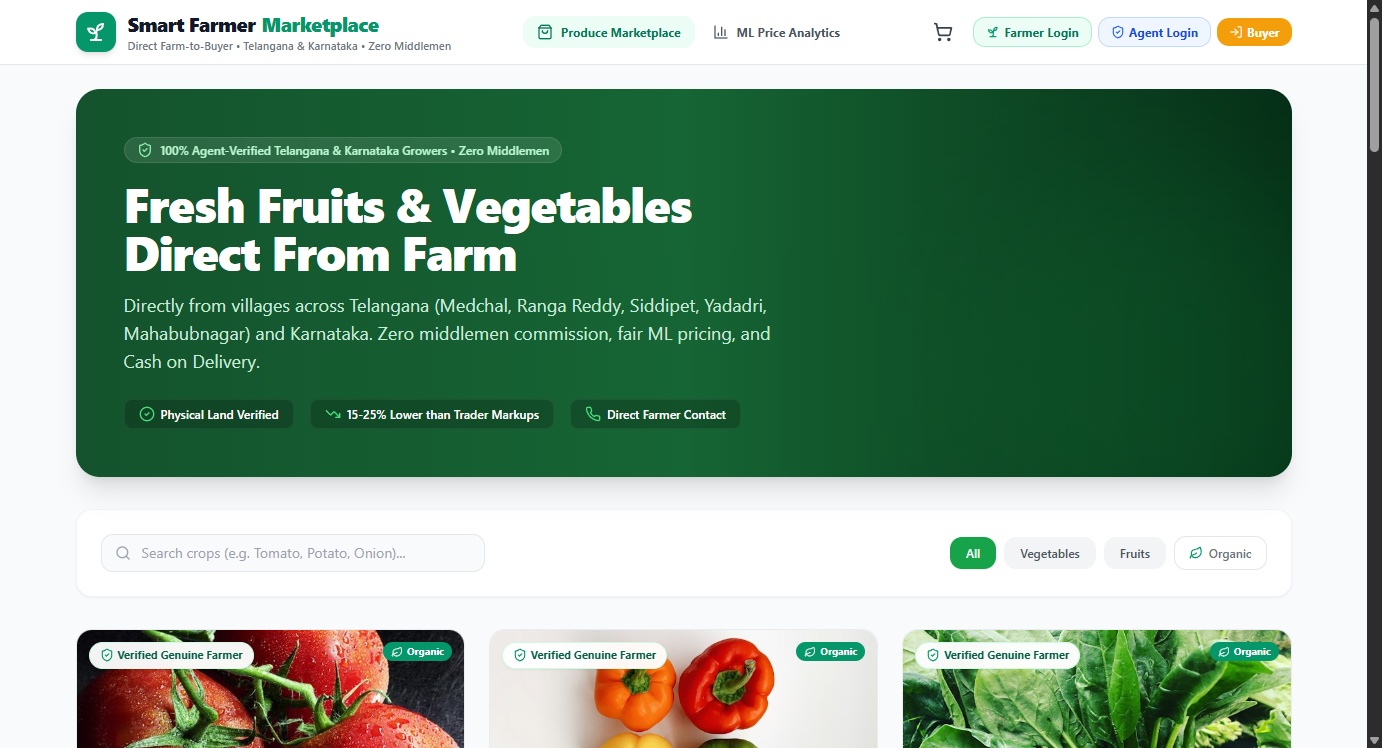 Smart Farmer Marketplace
Direct Farm-to-Buyer • Telangana & Karnataka • Zero Middlemen
Produce Marketplace
ML Price Analytics
Farmer Login
Agent Login
Buyer
100% Agent-Verified Telangana & Karnataka Growers • Zero Middlemen
Fresh Fruits & Vegetables
Direct From Farm
Directly from villages across Telangana (Medchal, Ranga Reddy, Siddipet, Yadadri,
Mahabubnagar) and Karnataka. Zero middlemen commission, fair ML pricing, and
Cash on Delivery.
Physical Land Verified
15-25% Lower than Trader Markups
Direct Farmer Contact
Search crops (e.g. Tomato, Potato, Onion)...
All
Vegetables
Fruits
Organic
Verified Genuine Farmer
Organic
Verified Genuine Farmer
Organic
Verified Genuine Farmer
Organic